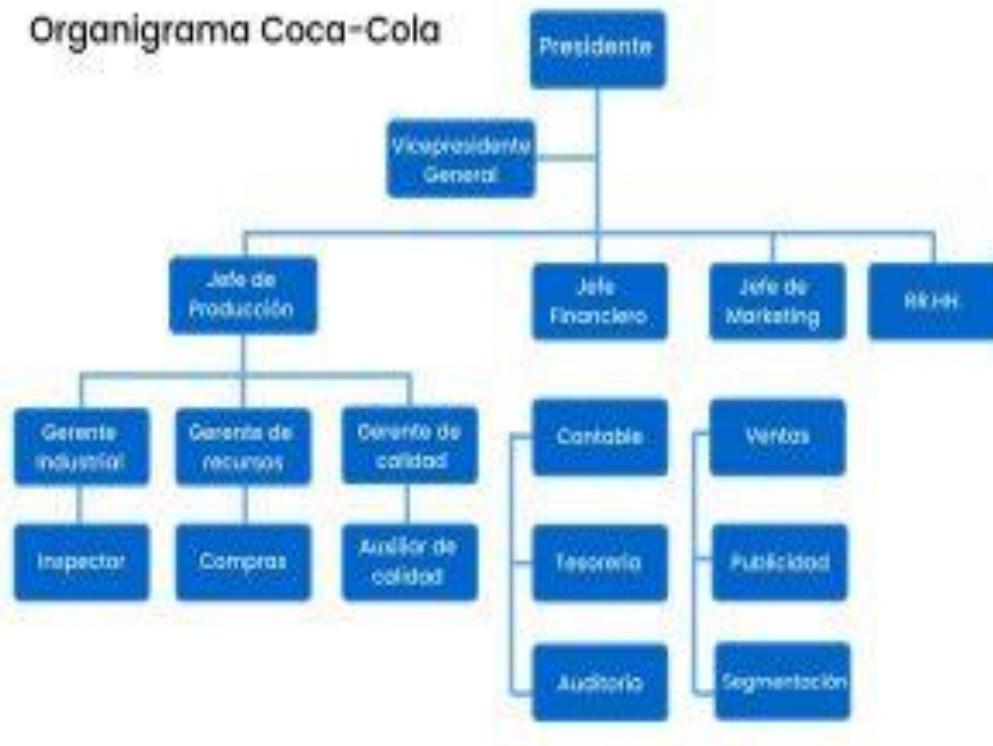 Organigrama Coca-Cola
Presidente
Vicepresidente
General
Jefe de
Producción
Jefe
Financiero
Jefe de
Marketing
RR.HH
Gerente
Industrial
Gerente de
recursos
Gerente de
calidad
Contable
Ventas
Inspector
Compras
Auxiliar de
calidad
Tesorería
Publicidad
Auditoria
Segmentación